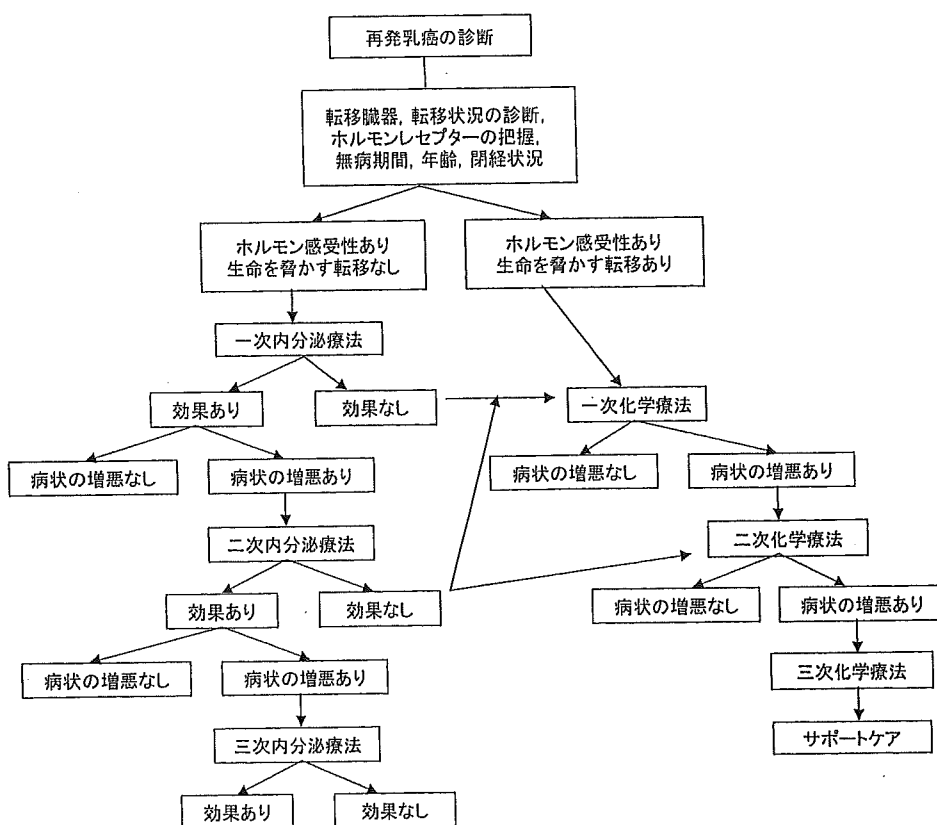 再発乳癌の診断
転移臓器, 転移状況の診断,
ホルモンレセプターの把握,
無病期間, 年齢, 閉経状況
ホルモン感受性あり
生命を脅かす転移なし
ホルモン感受性あり
生命を脅かす転移あり
一次内分泌療法
効果あり
効果なし
一次化学療法
病状の増悪なし
病状の増悪あり
病状の増悪なし
病状の増悪あり
二次内分泌療法
二次化学療法
効果あり
効果なし
病状の増悪なし
病状の増悪あり
病状の増悪なし
病状の増悪あり
三次化学療法
三次内分泌療法
サポートケア
効果あり
効果なし